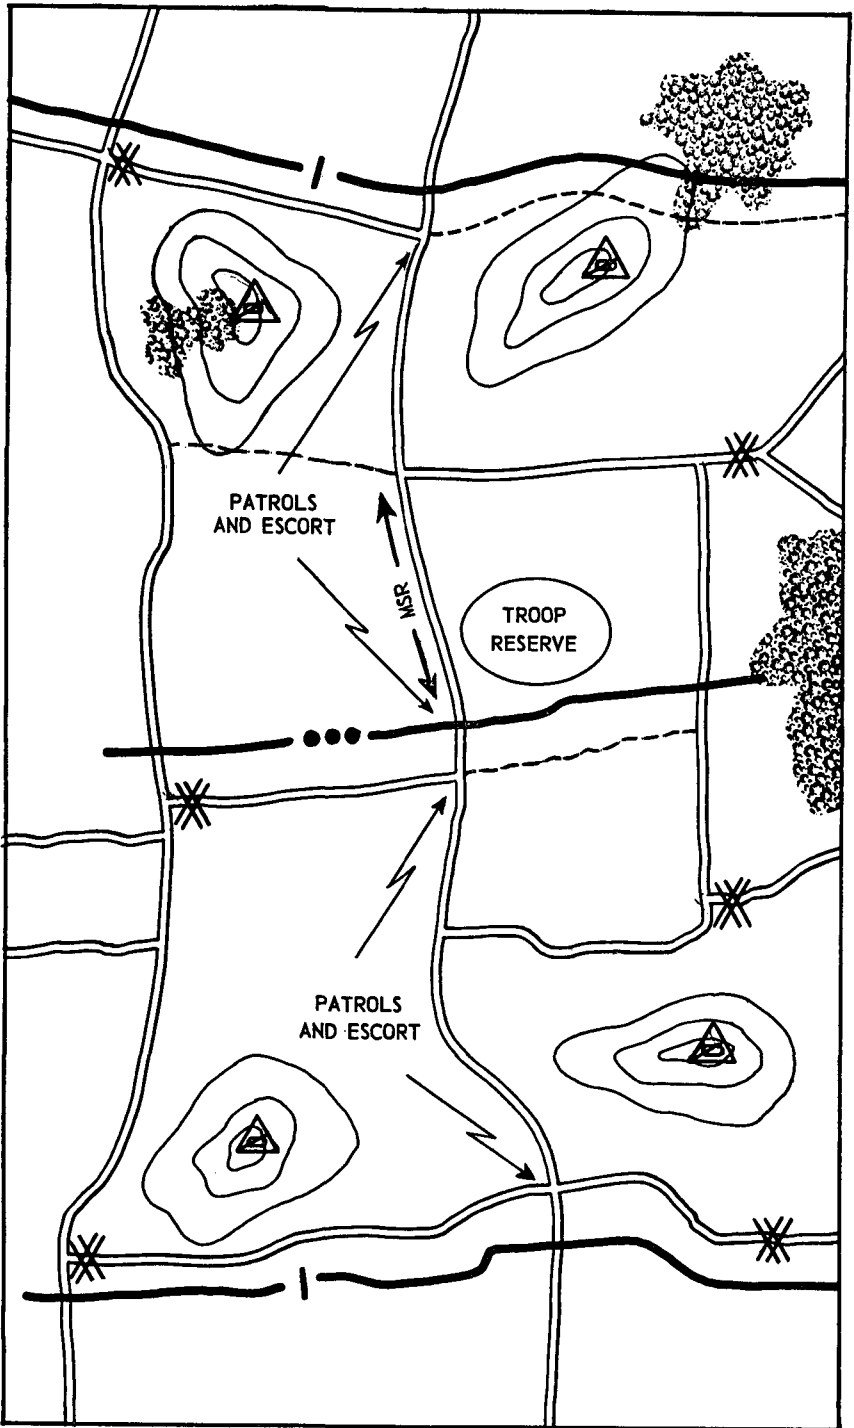 PATROLS
AND ESCORT
MSR
TROOP
RESERVE
PATROLS
AND ESCORT